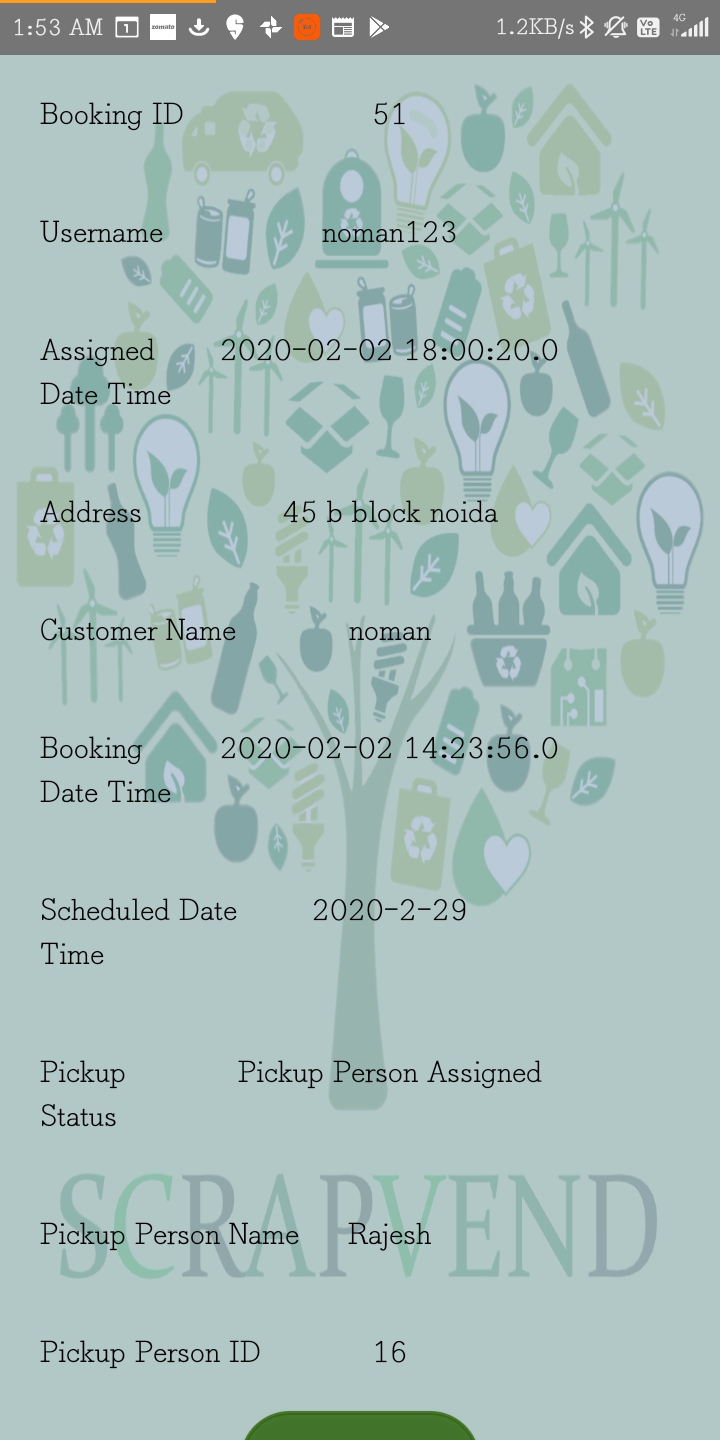 1:53 AM 1 zomato 1.2KB/s Vo LTE 4G
Booking ID 51
Username noman123
Assigned 2020-02-02 18:00:20.0
Date Time
Address 45 b block noida
Customer Name noman
Booking 2020-02-02 14:23:56.0
Date Time
Scheduled Date 2020-2-29
Time
Pickup Pickup Person Assigned
Status
SCRAPVEND
Pickup Person Name Rajesh
Pickup Person ID 16